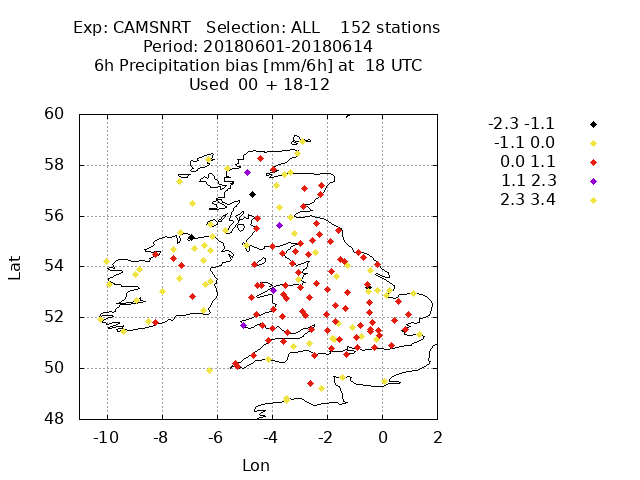 Exp: CAMSNRT   Selection: ALL    152 stations
Period: 20180601-20180614
6h Precipitation bias [mm/6h] at  18 UTC
Used  00 + 18-12
60
58
56
54
52
50
48
Lat
-10 -8 -6 -4 -2 0 2
Lon
-2.3 -1.1
-1.1 0.0
0.0 1.1
1.1 2.3
2.3 3.4